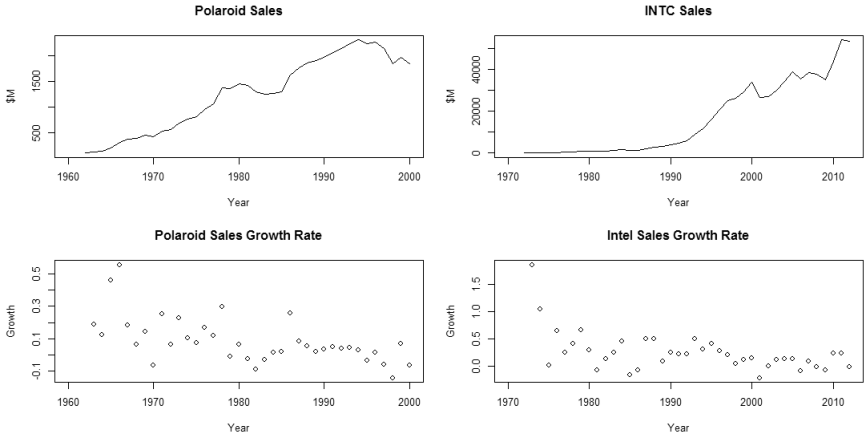 Polaroid Sales
$M
1500
500
1960 1970 1980 1990 2000
Year
INTC Sales
$M
40000
20000
0
1970 1980 1990 2000 2010
Year
Polaroid Sales Growth Rate
Growth
0.5
0.3
0.1
-0.1
1960 1970 1980 1990 2000
Year
Intel Sales Growth Rate
Growth
1.5
1.0
0.5
0.0
1970 1980 1990 2000 2010
Year